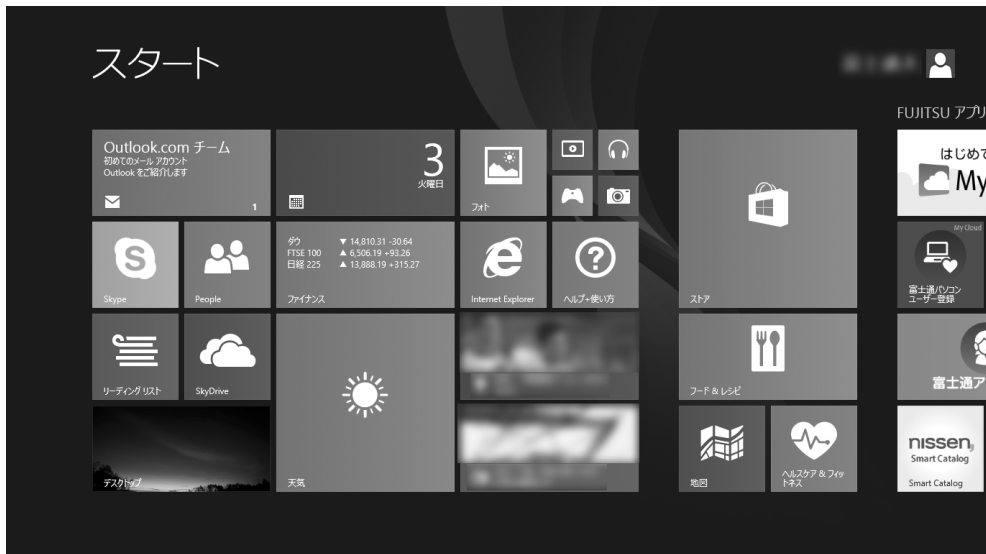 スタート
FUJITSU アプリ
Outlook.com チーム
初めてのメール アカウント
Outlook をご紹介します
1
3
火曜日
フォト
はじめて
My
Skype
People
ダウ ▼ 14,810.31 -30.64
FTSE 100 ▲ 6,506.19 +93.26
日経 225 ▲ 13,888.19 +315.27
ファイナンス
Internet Explorer
ヘルプ+使い方
ストア
My Cloud
富士通パソコン
ユーザー登録
リーディング リスト
SkyDrive
天気
フード & レシピ
富士通ア
デスクトップ
地図
ヘルスケア & フィッ
トネス
nissen,
Smart Catalog
Smart Catalog